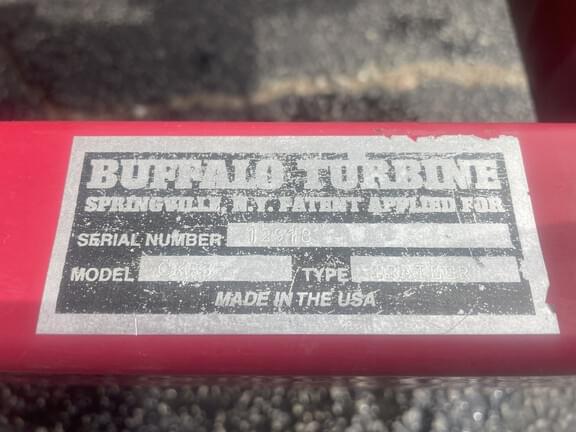 BUFFALO TURBINE
SPRINGVILLE, N.Y. PATENT APPLIED FOR
SERIAL NUMBER
MODEL TYPE
MADE IN THE USA